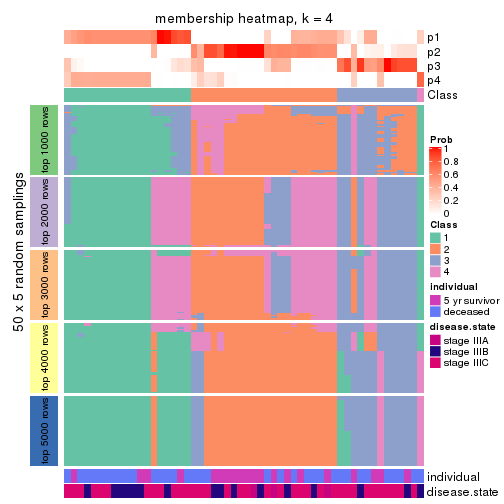 membership heatmap, k = 4
p1
p2
p3
p4
Class
50 x 5 random samplings
top 1000 rows
top 2000 rows
top 3000 rows
top 4000 rows
top 5000 rows
individual
disease.state
Prob
1
0.8
0.6
0.4
0.2
0
Class
1
2
3
4
individual
5 yr survivor
deceased
disease.state
stage IIIA
stage IIIB
stage IIIC